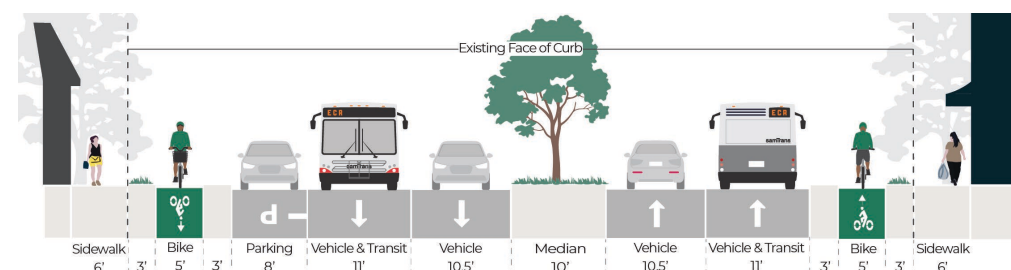 Existing Face of Curb
ECR
ECR
samTrans
samTrans
P
Sidewalk Bike Parking Vehicle & Transit Vehicle Median Vehicle Vehicle & Transit Bike Sidewalk
6' 3' 5' 3' 8' 11' 10.5' 10' 10.5' 11' 3' 5' 3' 6'